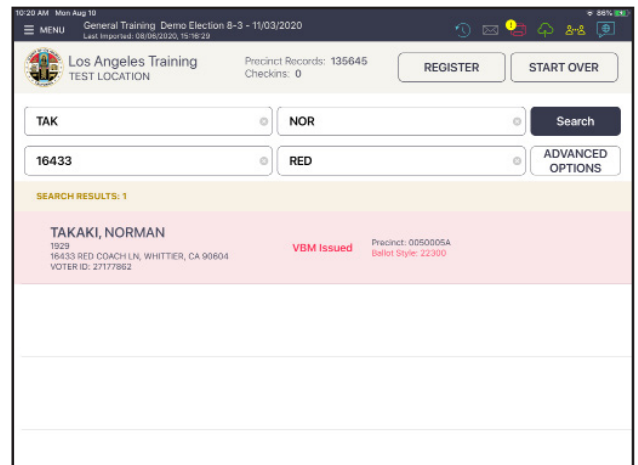 10:20 AM Mon Aug 10
86%
MENU
General Training Demo Election 8-3 - 11/03/2020
Last Imported: 08/06/2020, 15:16:29
Los Angeles Training
TEST LOCATION
Precinct Records: 135645
Checkins: 0
REGISTER
START OVER
TAK
NOR
Search
16433
RED
ADVANCED
OPTIONS
SEARCH RESULTS: 1
TAKAKI, NORMAN
1929
16433 RED COACH LN, WHITTIER, CA 90604
VOTER ID: 27177862
VBM Issued
Precinct: 0050005A
Ballot Style: 22300